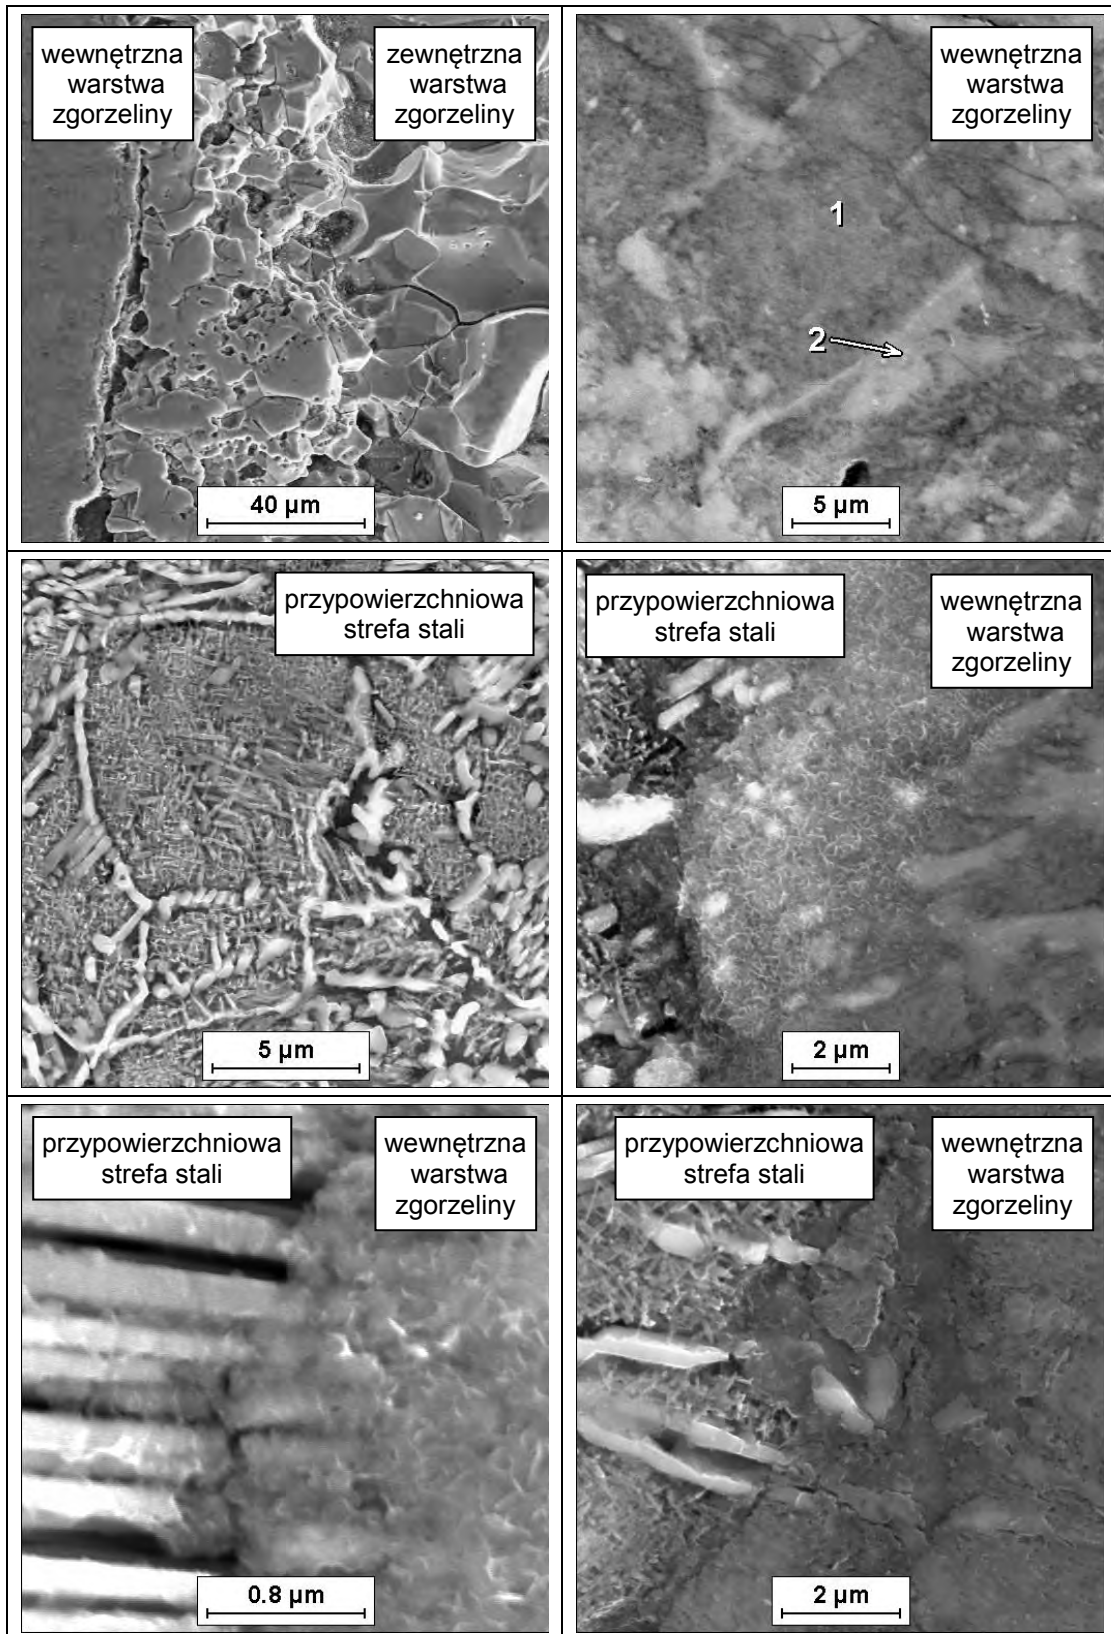 wewnętrzna
warstwa
zgorzeliny
zewnętrzna
warstwa
zgorzeliny
40 µm
wewnętrzna
warstwa
zgorzeliny
1
2
5 µm
przypowierzchniowa
strefa stali
5 µm
przypowierzchniowa
strefa stali
wewnętrzna
warstwa
zgorzeliny
2 µm
przypowierzchniowa
strefa stali
wewnętrzna
warstwa
zgorzeliny
0.8 µm
przypowierzchniowa
strefa stali
wewnętrzna
warstwa
zgorzeliny
2 µm